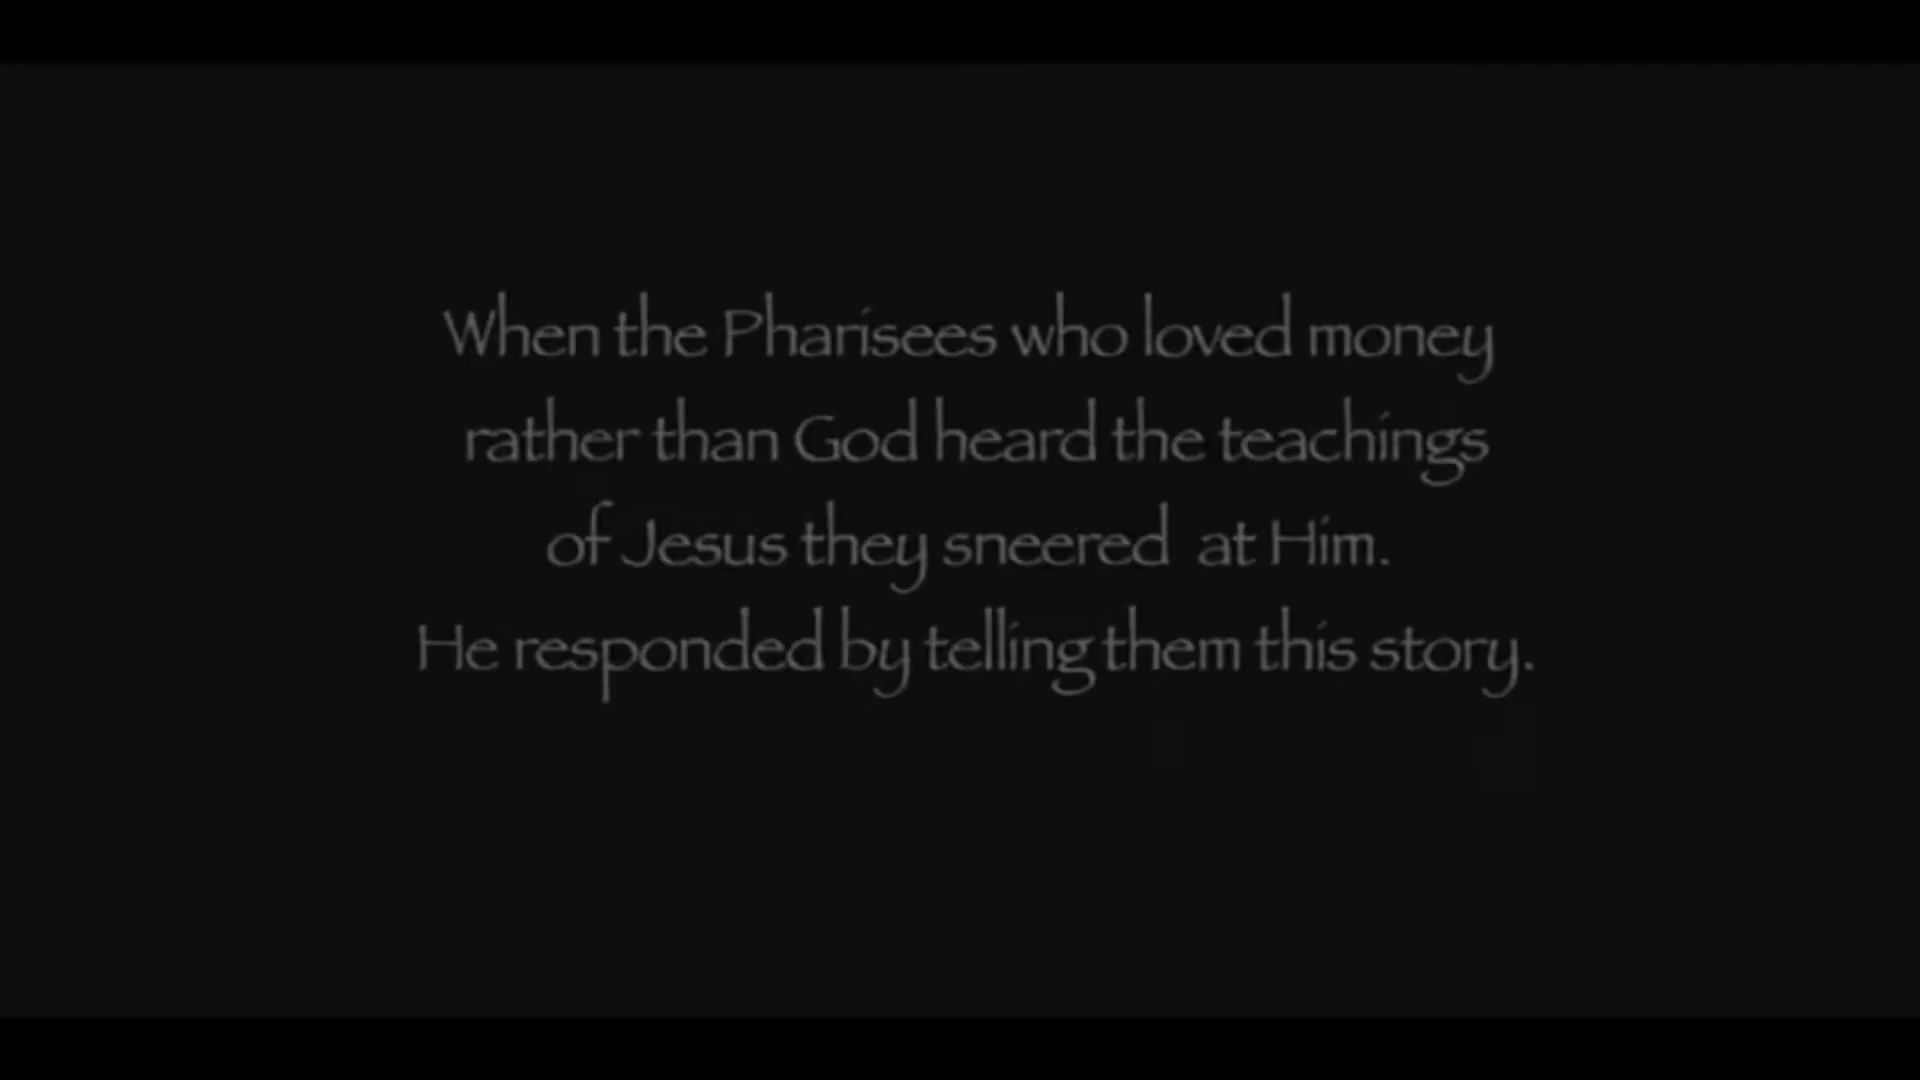 When the Pharisees who loved money
rather than God heard the teachings
of Jesus they sneered at Him.
He responded by telling them this story.